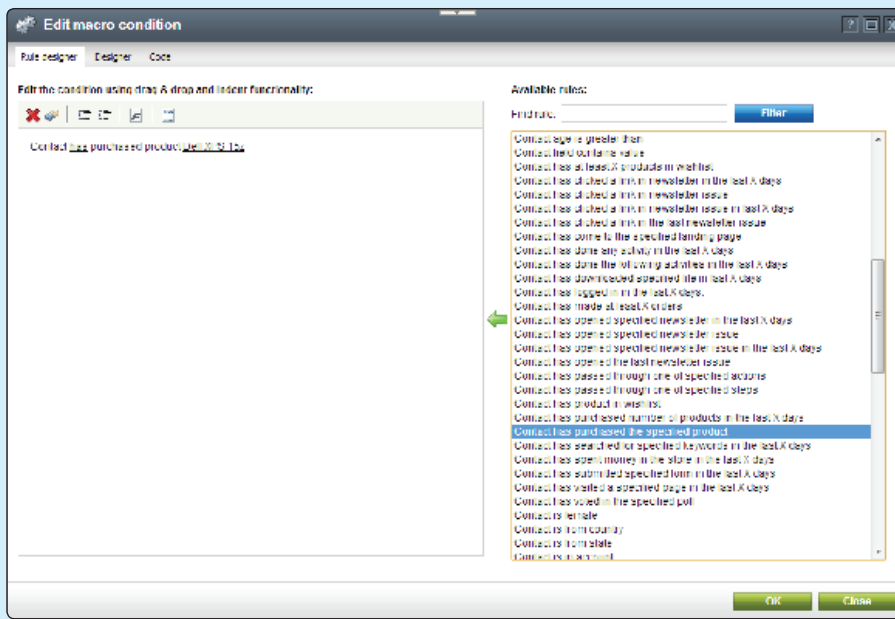 Edit macro condition
Rule designer Designer Code
Edit the condition using drag & drop and indent functionality:
Contact has purchased product Dell XPS 15z
Available rules:
Find rule:
Filter
Contact age is greater than
Contact field contains value
Contact has at least X products in wishlist
Contact has clicked a link in newsletter in the last X days
Contact has clicked a link in newsletter issue
Contact has clicked a link in newsletter issue in last X days
Contact has clicked a link in the last newsletter issue
Contact has come to the specified landing page
Contact has done any activity in the last X days
Contact has done the following activities in the last X days
Contact has downloaded specified file in last X days
Contact has logged in in the last X days.
Contact has made at least X orders
Contact has opened specified newsletter in the last X days
Contact has opened specified newsletter issue
Contact has opened specified newsletter issue in the last X days
Contact has opened the last newsletter issue
Contact has passed through one of specified actions
Contact has passed through one of specified steps
Contact has product in wishlist
Contact has purchased number of products in the last X days
Contact has purchased the specified product
Contact has searched for specified keywords in the last X days
Contact has spent money in the store in the last X days
Contact has submitted specified form in the last X days
Contact has visited a specified page in the last X days
Contact has voted in the specified poll
Contact is female
Contact is from country
Contact is from state
Contact is in account
OK Close